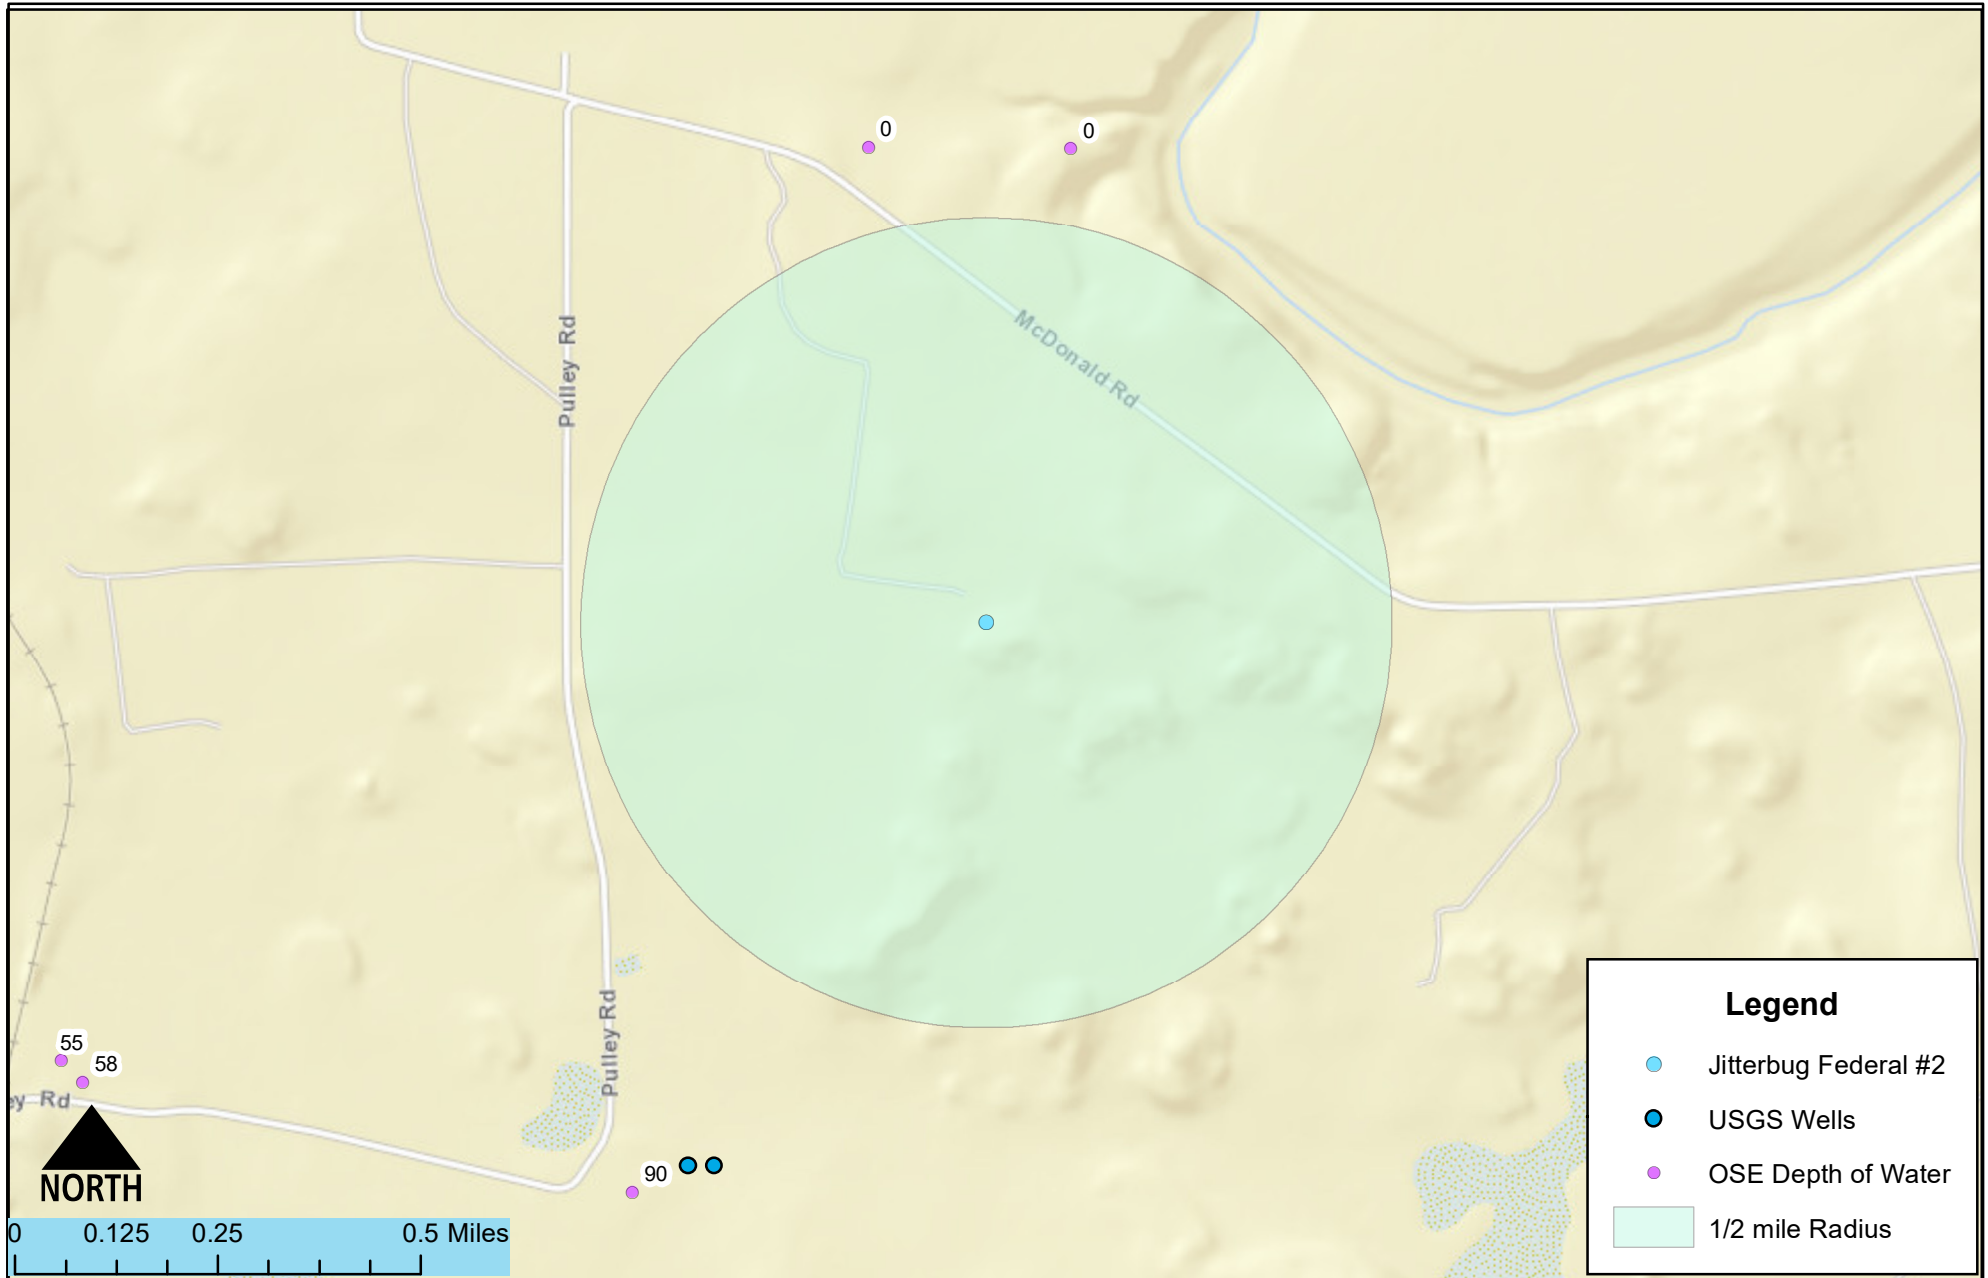 0
0
Pulley Rd
McDonald Rd
Pulley Rd
55
58
ey Rd
90
NORTH
0 0.125 0.25 0.5 Miles
Legend
Jitterbug Federal #2
USGS Wells
OSE Depth of Water
1/2 mile Radius